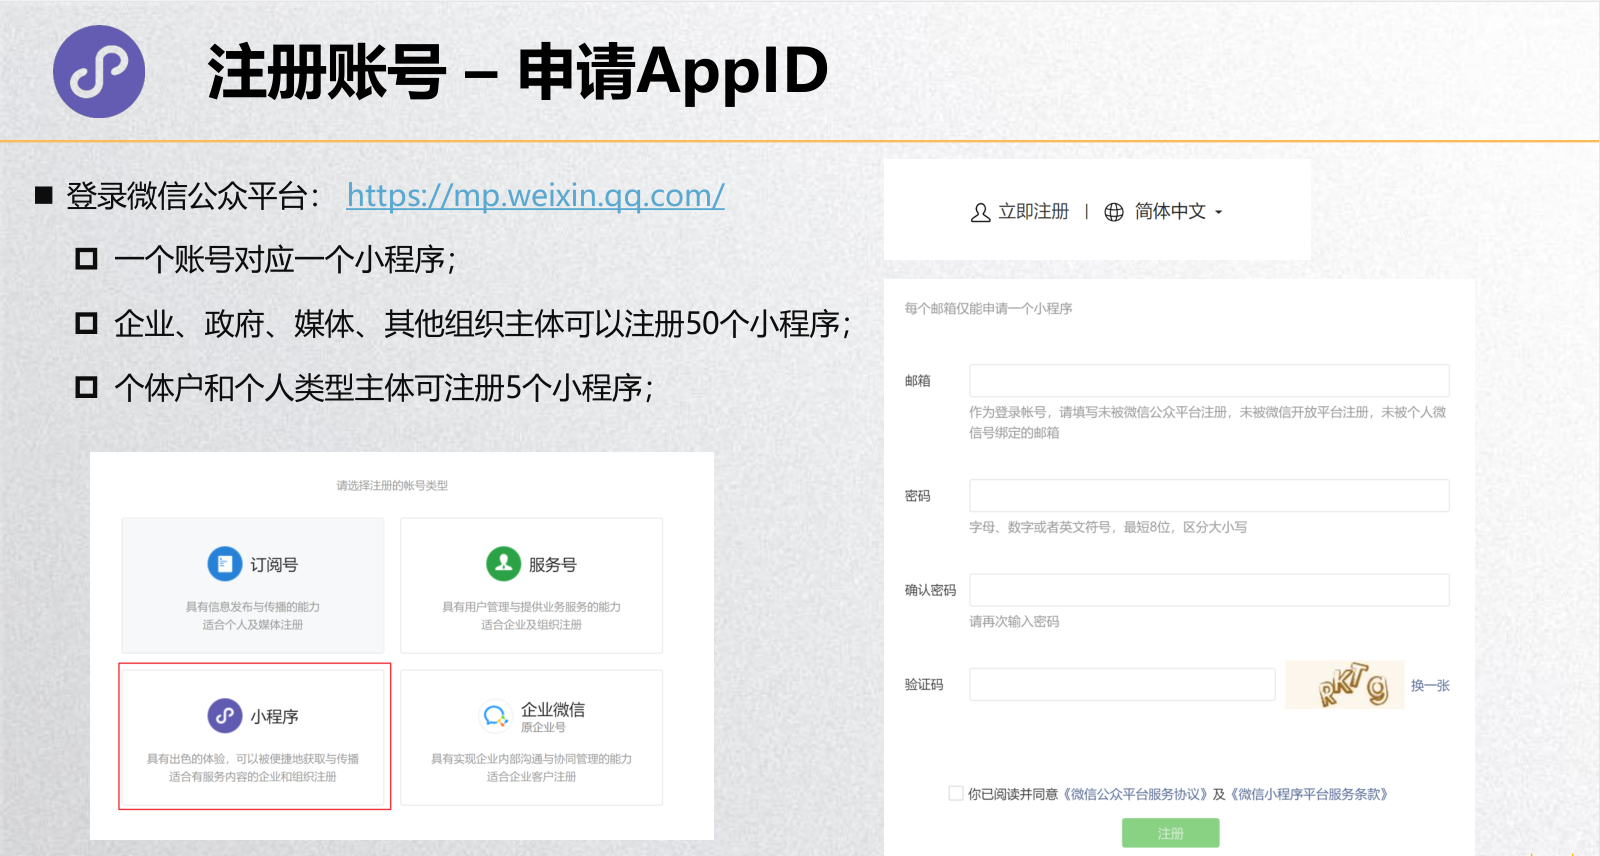 注册账号 – 申请AppID
登录微信公众平台： https://mp.weixin.qq.com/
一个账号对应一个小程序；
企业、政府、媒体、其他组织主体可以注册50个小程序；
个体户和个人类型主体可注册5个小程序；
请选择注册的帐号类型
订阅号
具有信息发布与传播的能力
适合个人及媒体注册
服务号
具有用户管理与提供业务服务的能力
适合企业及组织注册
小程序
具有出色的体验，可以被便捷地获取与传播
适合有服务内容的企业和组织注册
企业微信
原企业号
具有实现企业内部沟通与协同管理的能力
适合企业客户注册
立即注册 | 简体中文
每个邮箱仅能申请一个小程序
邮箱
作为登录帐号，请填写未被微信公众平台注册，未被微信开放平台注册，未被个人微
信号绑定的邮箱
密码
字母、数字或者英文符号，最短8位，区分大小写
确认密码
请再次输入密码
验证码 RKTg 换一张
你已阅读并同意《微信公众平台服务协议》及《微信小程序平台服务条款》
注册